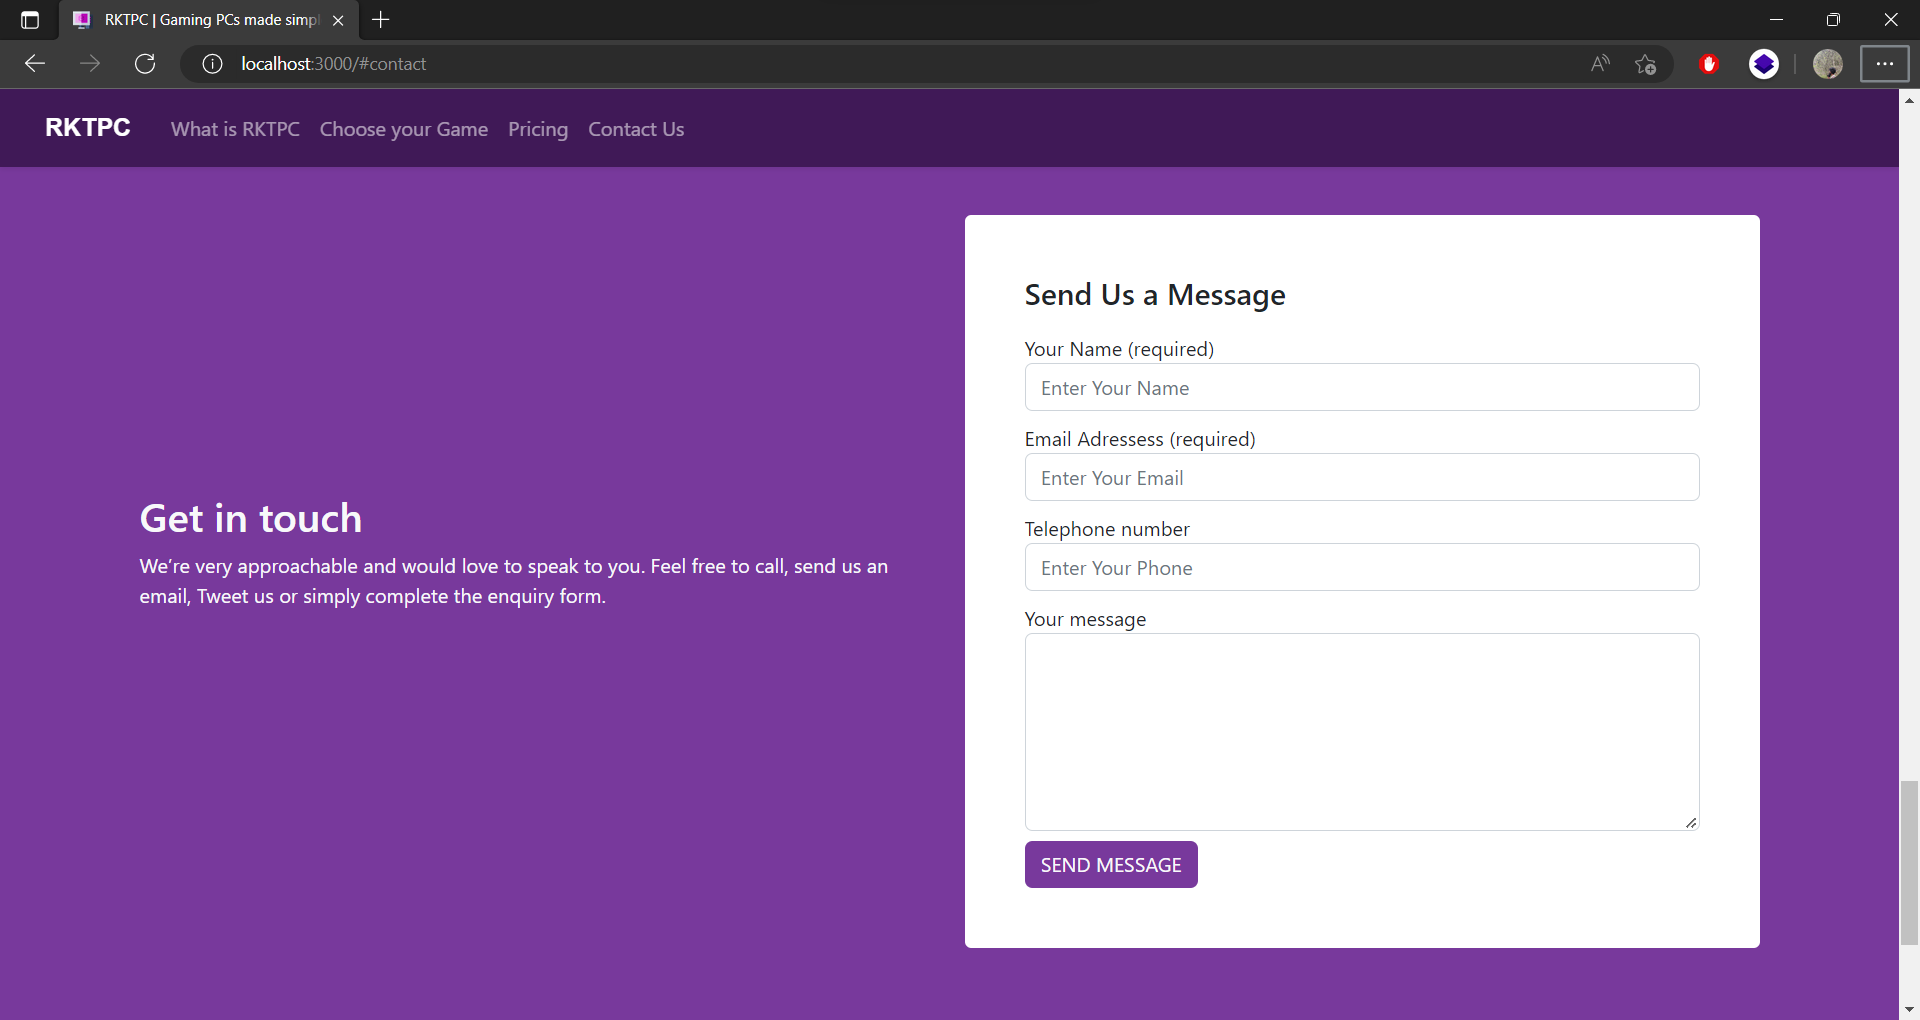 RKTPC | Gaming PCs made simpl
localhost:3000/#contact
RKTPC
What is RKTPC
Choose your Game
Pricing
Contact Us
Get in touch
We're very approachable and would love to speak to you. Feel free to call, send us an
email, Tweet us or simply complete the enquiry form.
Send Us a Message
Your Name (required)
Enter Your Name
Email Adressess (required)
Enter Your Email
Telephone number
Enter Your Phone
Your message
SEND MESSAGE